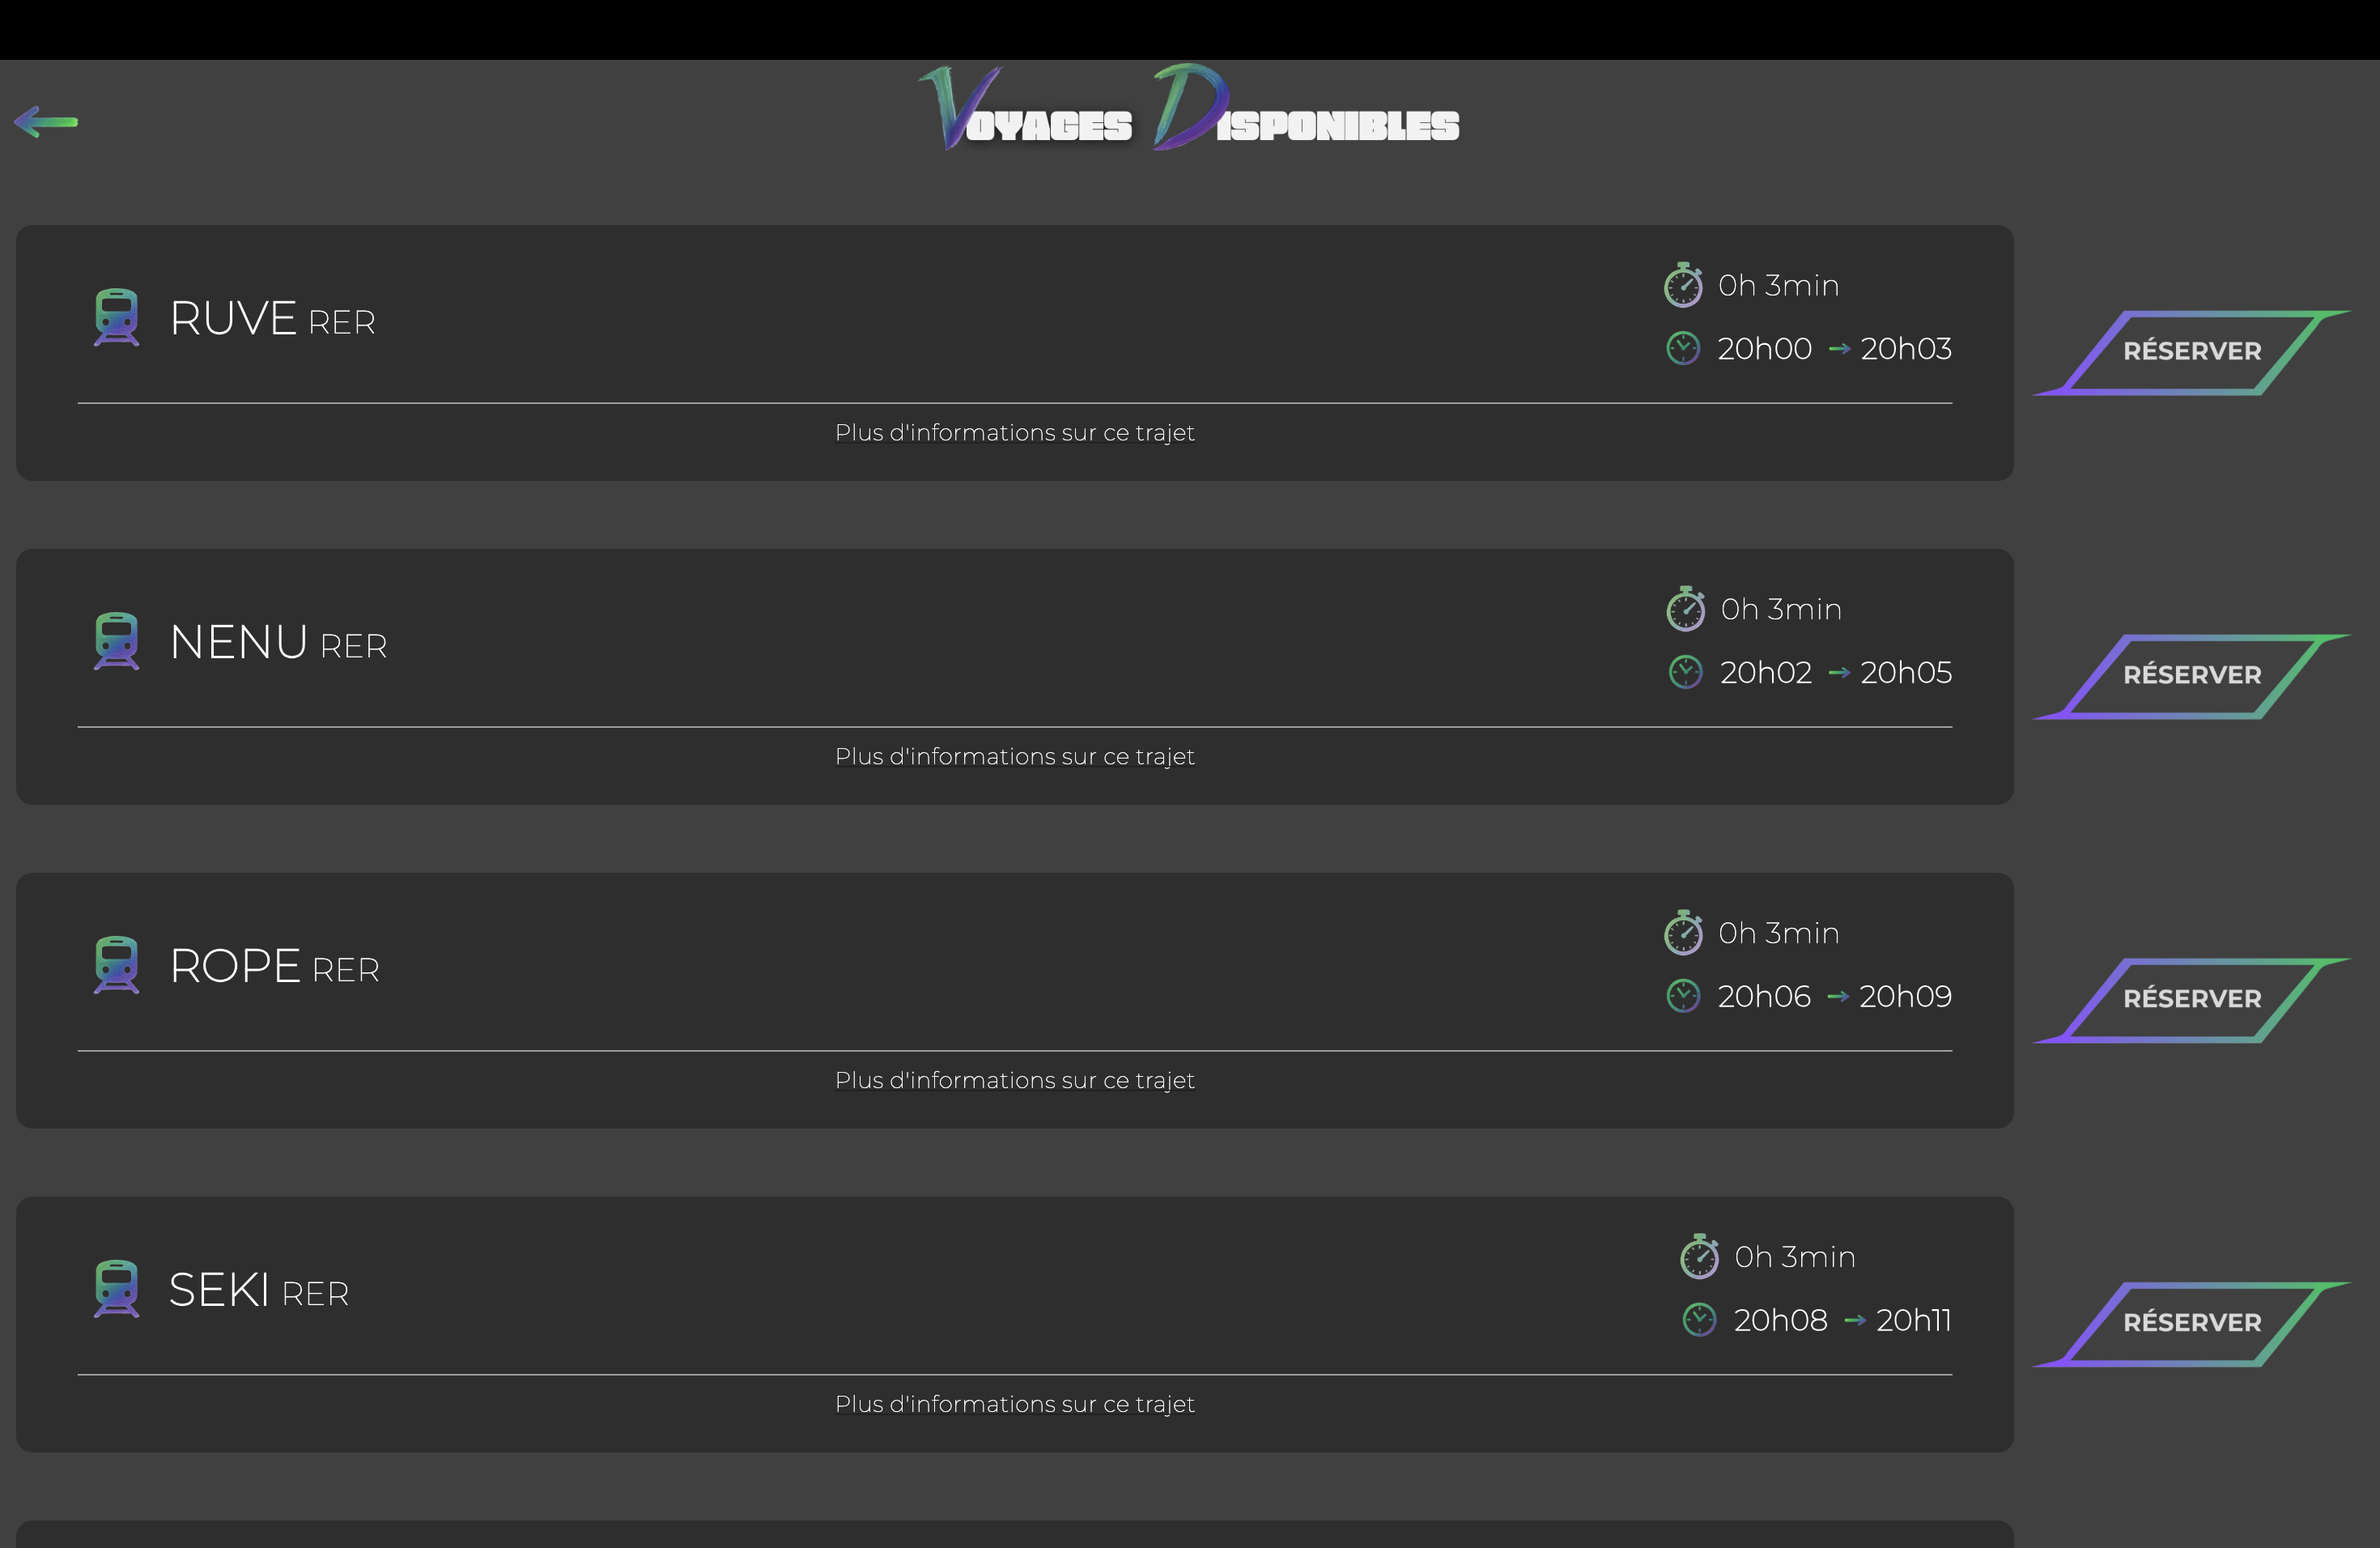 VOYAGES DISPONIBLES
RUVE RER
0h 3min
20h00 → 20h03
RÉSERVER
Plus d'informations sur ce trajet
NENU RER
0h 3min
20h02 → 20h05
RÉSERVER
Plus d'informations sur ce trajet
ROPE RER
0h 3min
20h06 → 20h09
RÉSERVER
Plus d'informations sur ce trajet
SEKI RER
0h 3min
20h08 → 20h11
RÉSERVER
Plus d'informations sur ce trajet